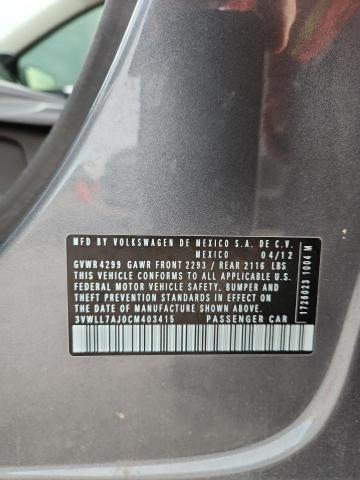 MFD BY VOLKSWAGEN DE MEXICO S.A. DE C.V.
MEXICO 04/12
GVWR 4299 GAWR FRONT 2293 / REAR 2116 LBS
THIS VEHICLE CONFORMS TO ALL APPLICABLE U.S.
FEDERAL MOTOR VEHICLE SAFETY, BUMPER AND
THEFT PREVENTION STANDARDS IN EFFECT ON
THE DATE OF MANUFACTURE SHOWN ABOVE.
3VWLL7AJ0CM403415 PASSENGER CAR
1726023 1004 M